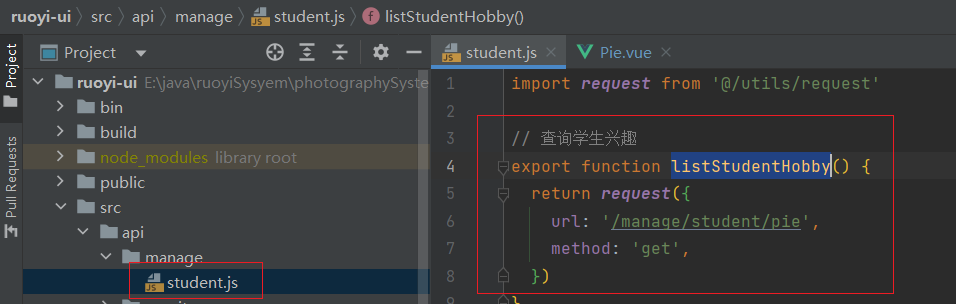 ruoyi-ui › src › api › manage › student.js › listStudentHobby()
Project
student.js
Pie.vue
Project
Pull Requests
ruoyi-ui E:\java\ruoyiSysyem\photographySyste
bin
build
node_modules library root
public
src
api
manage
student.js
1 import request from '@/utils/request'
2
3 // 查询学生兴趣
4 export function listStudentHobby() {
5 return request({
6 url: '/manage/student/pie',
7 method: 'get',
8 })